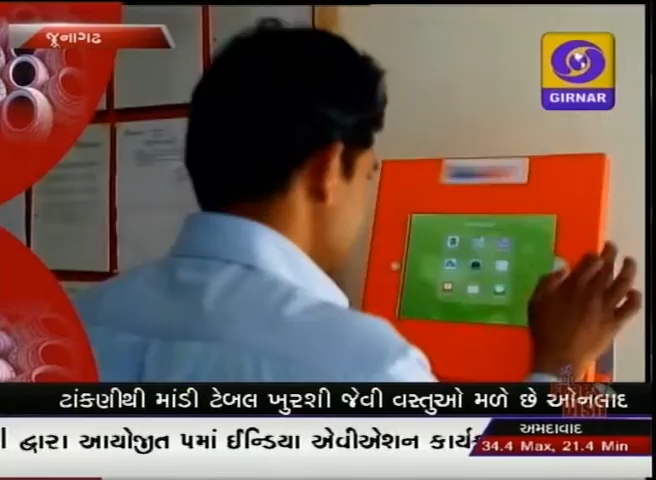 જૂનાગઢ
GIRNAR
ટાંકણીથી માંડી ટેબલ ખુરશી જેવી વસ્તુઓ મળે છે ઓનલાઇ
દ્વારા આયોજીત ૫માં ઈન્ડિયા એવીએશન કાર્ય
અમદાવાદ
34.4 MAX, 21.4 MIN